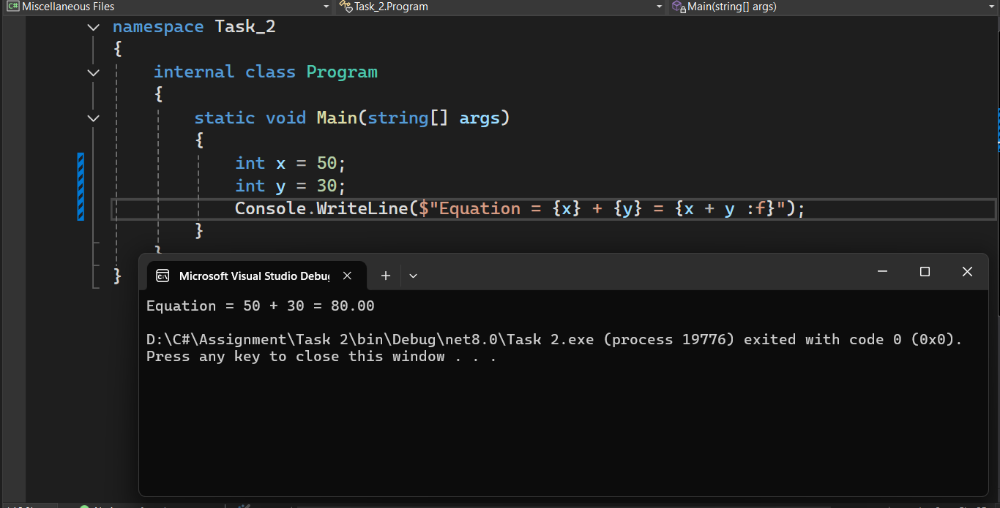 Miscellaneous Files Task_2.Program Main(string[] args)
namespace Task_2
{
internal class Program
{
static void Main(string[] args)
{
int x = 50;
int y = 30;
Console.WriteLine($"Equation = {x} + {y} = {x + y :f}");
}
}
}
Microsoft Visual Studio Debug
Equation = 50 + 30 = 80.00
D:\C#\Assignment\Task 2\bin\Debug\net8.0\Task 2.exe (process 19776) exited with code 0 (0x0).
Press any key to close this window . . .